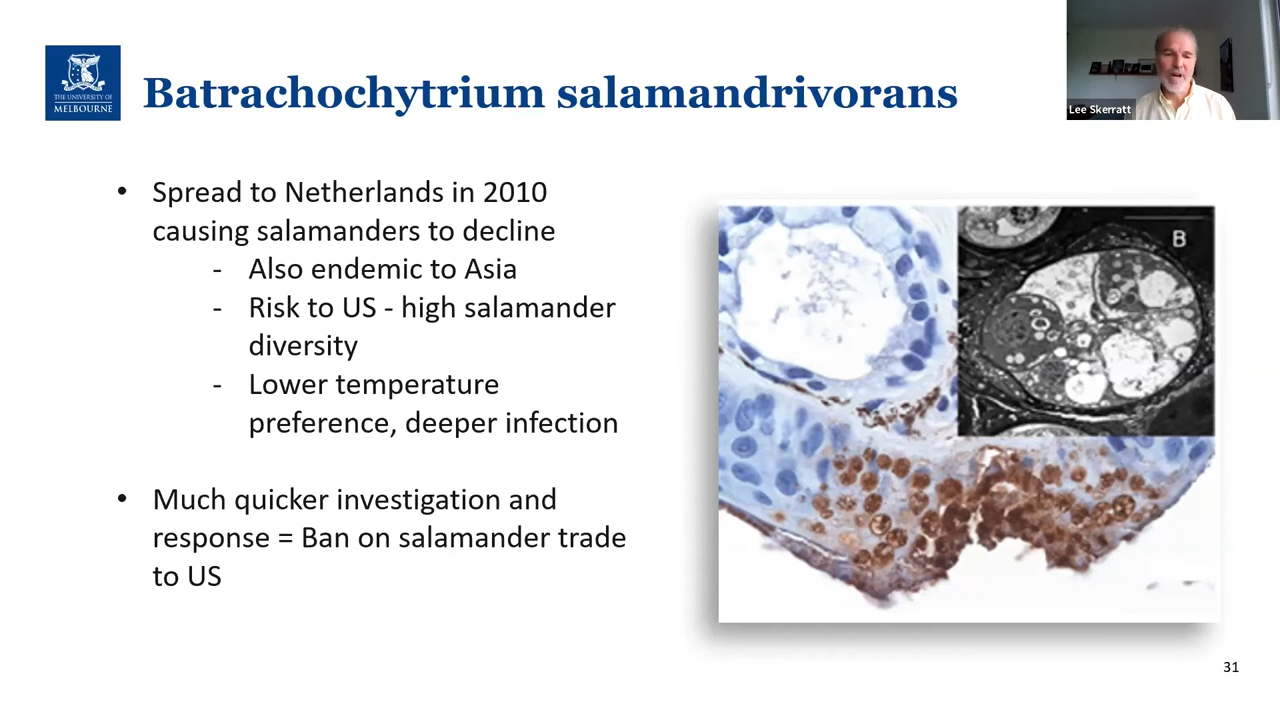 THE UNIVERSITY OF
MELBOURNE
Batrachochytrium salamandrivorans
Lee Skerratt
• Spread to Netherlands in 2010
causing salamanders to decline
- Also endemic to Asia
- Risk to US - high salamander
diversity
- Lower temperature
preference, deeper infection
• Much quicker investigation and
response = Ban on salamander trade
to US
B
31